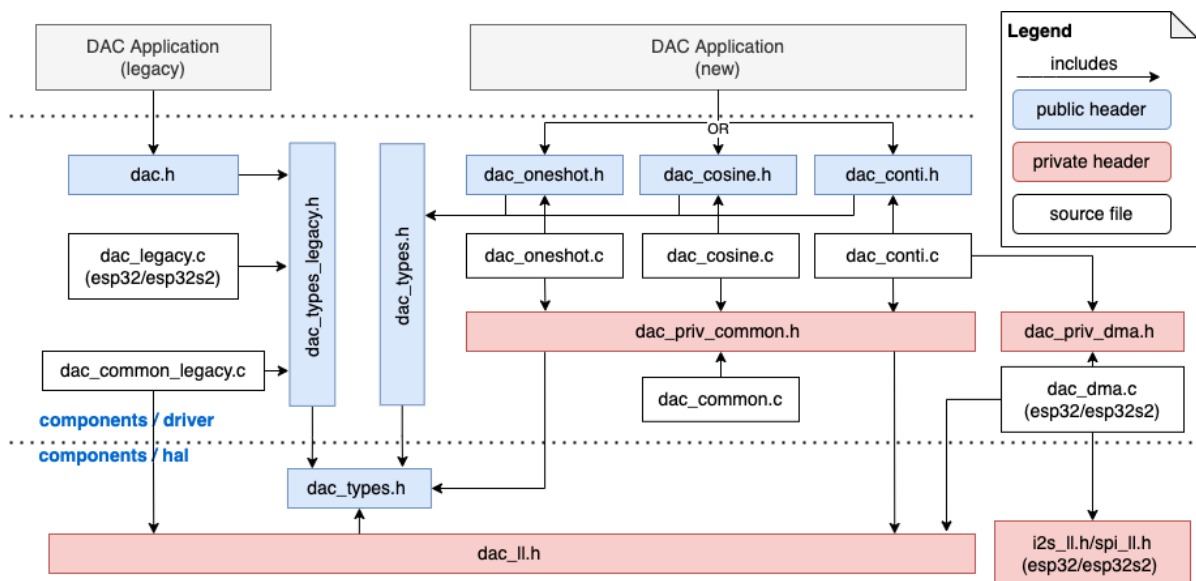 DAC Application
(legacy)
DAC Application
(new)
Legend
includes
public header
private header
source file
OR
dac.h
dac_types_legacy.h
dac_types.h
dac_oneshot.h
dac_cosine.h
dac_conti.h
dac_legacy.c
(esp32/esp32s2)
dac_oneshot.c
dac_cosine.c
dac_conti.c
dac_priv_common.h
dac_priv_dma.h
dac_common_legacy.c
dac_common.c
dac_dma.c
(esp32/esp32s2)
components / driver
components / hal
dac_types.h
dac_ll.h
i2s_ll.h/spi_ll.h
(esp32/esp32s2)